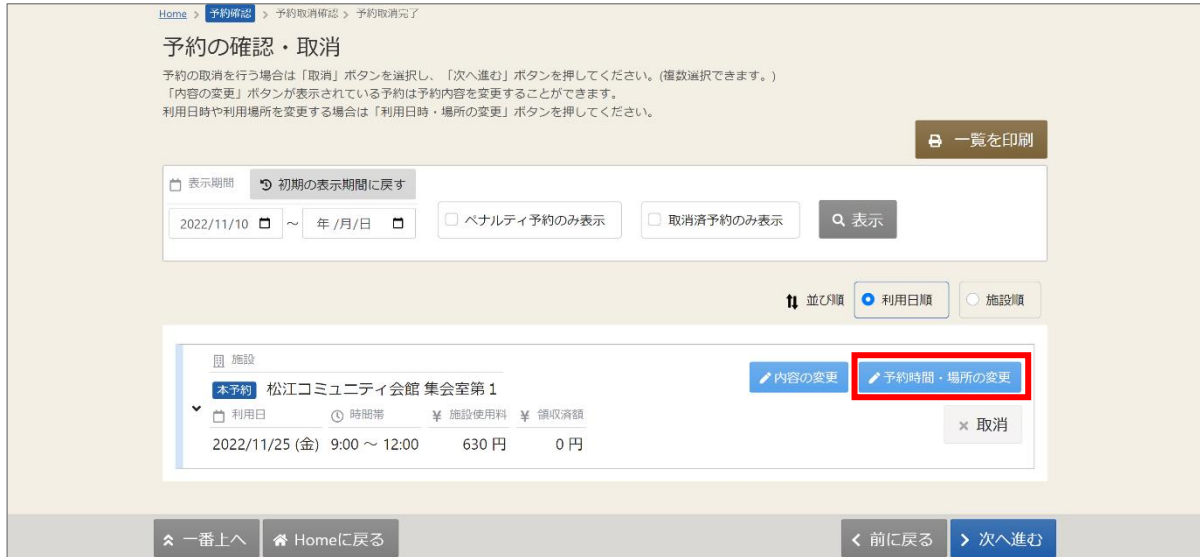 Home > 予約確認 > 予約取消確認 > 予約取消完了
予約の確認・取消
予約の取消を行う場合は「取消」ボタンを選択し、「次へ進む」ボタンを押してください。(複数選択できます。)
「内容の変更」ボタンが表示されている予約は予約内容を変更することができます。
利用日時や利用場所を変更する場合は「利用日時・場所の変更」ボタンを押してください。
一覧を印刷
表示期間 初期の表示期間に戻す
2022/11/10 ～ 年/月/日 ペナルティ予約のみ表示 取消済予約のみ表示 表示
並び順 利用日順 施設順
施設
内容の変更 予約時間・場所の変更
本予約 松江コミュニティ会館 集会室第1
利用日 時間帯 ¥ 施設使用料 ¥ 領収済額
× 取消
2022/11/25 (金) 9:00 ～ 12:00 630 円 0 円
一番上へ Homeに戻る 前に戻る 次へ進む